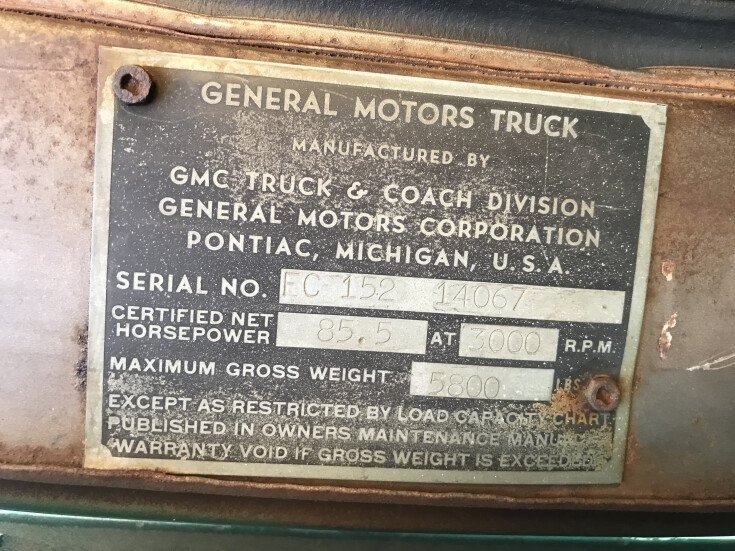 GENERAL MOTORS TRUCK
MANUFACTURED BY
GMC TRUCK & COACH DIVISION
GENERAL MOTORS CORPORATION
PONTIAC, MICHIGAN, U.S.A.
SERIAL NO. FC 152 14067
CERTIFIED NET HORSEPOWER 85.5 AT 3000 R.P.M.
MAXIMUM GROSS WEIGHT 5800 LBS
EXCEPT AS RESTRICTED BY LOAD CAPACITY CHART
PUBLISHED IN OWNERS MAINTENANCE MANUAL
WARRANTY VOID IF GROSS WEIGHT IS EXCEEDED